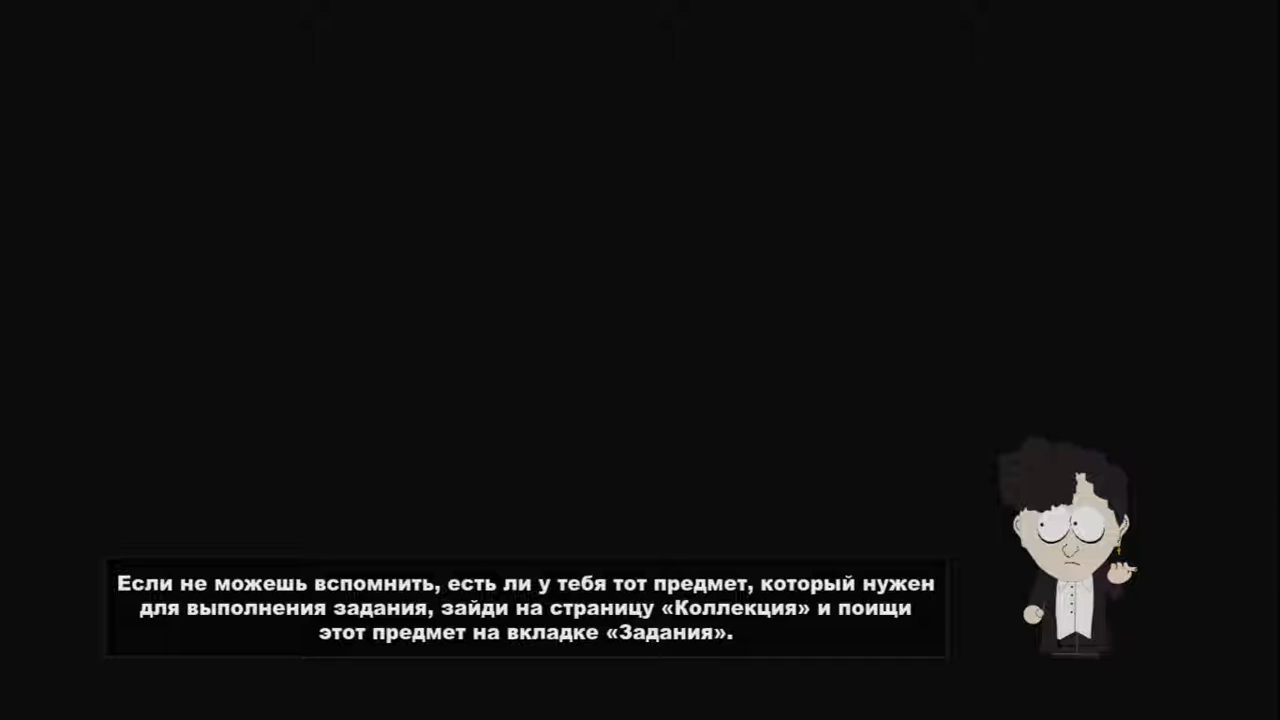 Если не можешь вспомнить, есть ли у тебя тот предмет, который нужен
для выполнения задания, зайди на страницу «Коллекция» и поищи
этот предмет на вкладке «Задания».